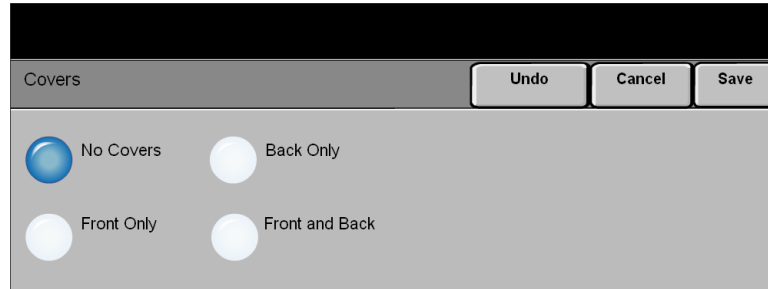 Covers Undo Cancel Save
No Covers Back Only
Front Only Front and Back